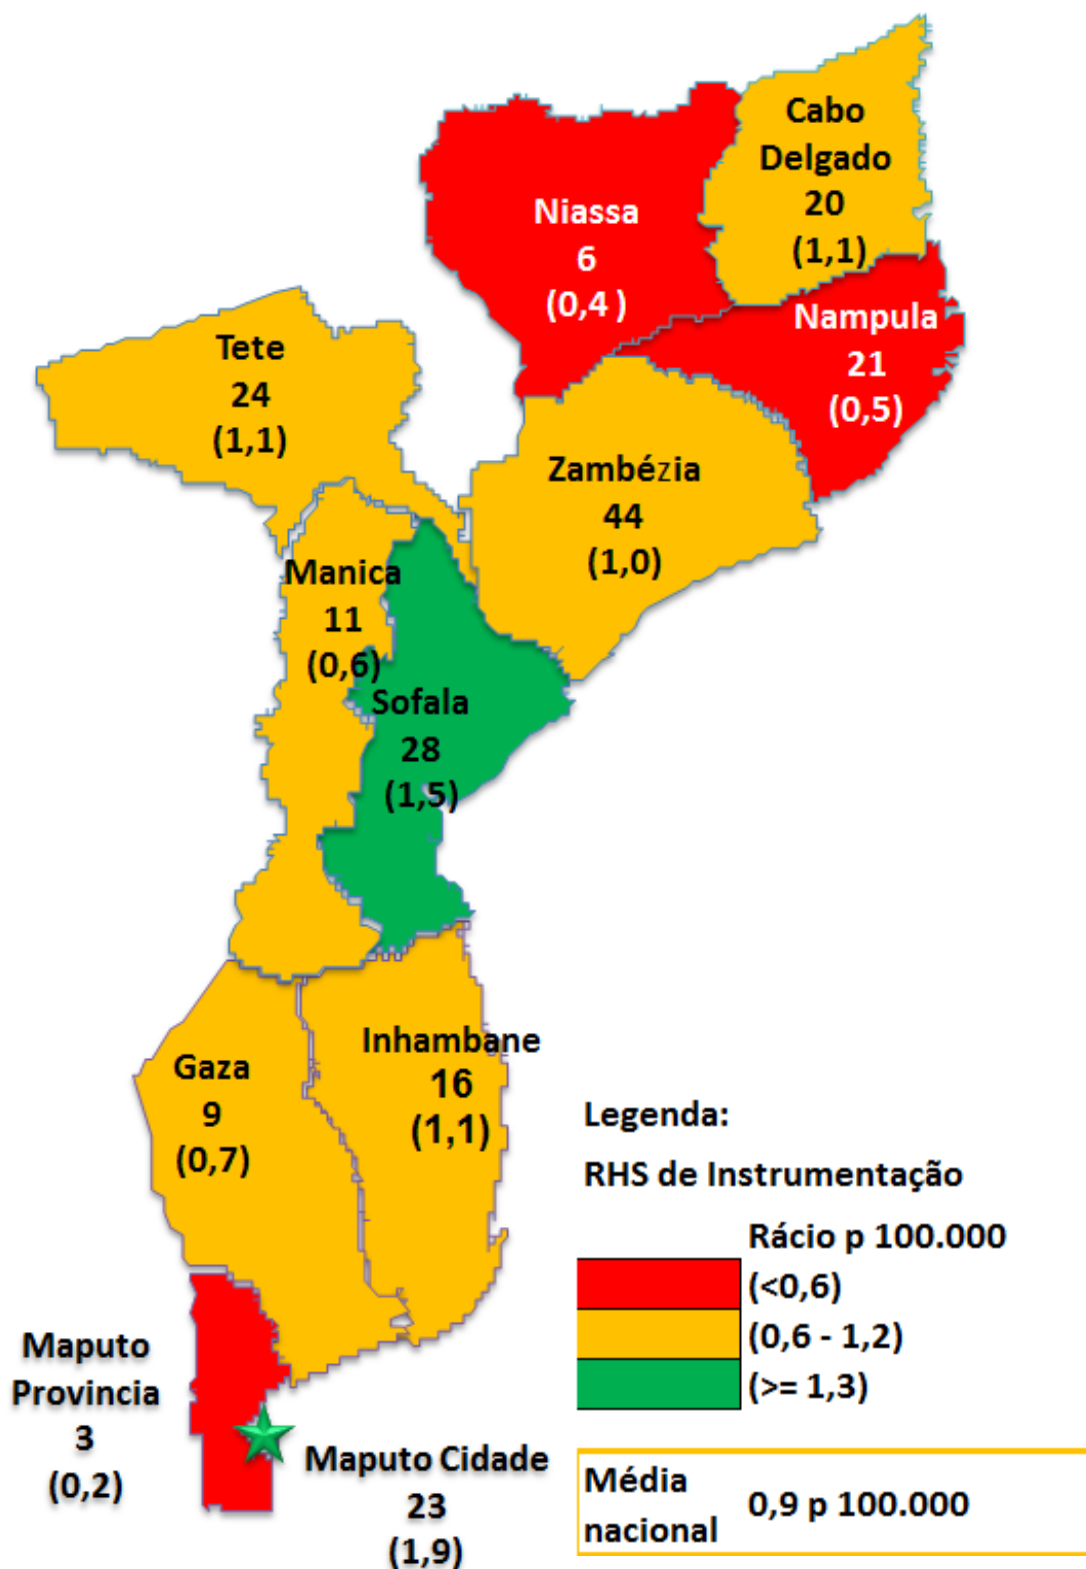 Cabo
Delgado
20
(1,1)
Niassa
6
(0,4 )
Nampula
21
(0,5)
Tete
24
(1,1)
Zambézia
44
(1,0)
Manica
11
(0,6)
Sofala
28
(1,5)
Inhambane
16
(1,1)
Gaza
9
(0,7)
Maputo
Provincia
3
(0,2)
Maputo Cidade
23
(1,9)
Legenda:
RHS de Instrumentação
Rácio p 100.000
(<0,6)
(0,6 - 1,2)
(>= 1,3)
Média
nacional
0,9 p 100.000